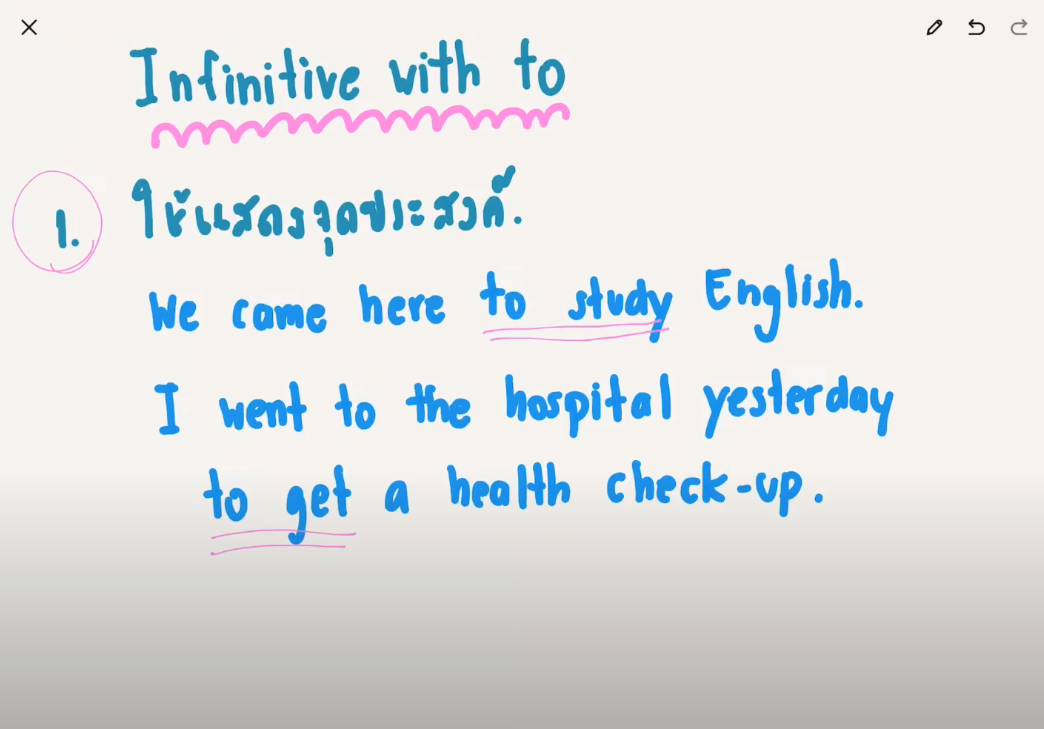 Infinitive with to
1. ใช้แสดงจุดประสงค์.
We came here to study English.
I went to the hospital yesterday
to get a health check-up.